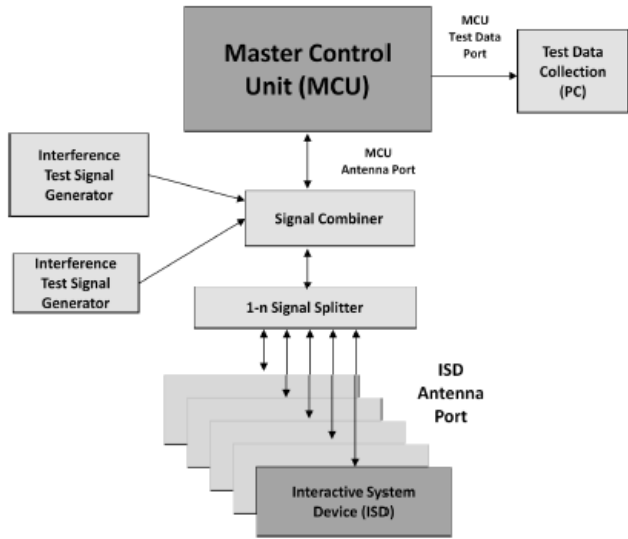 Master Control
Unit (MCU)
MCU
Test Data
Port
Test Data
Collection
(PC)
Interference
Test Signal
Generator
MCU
Antenna Port
Signal Combiner
Interference
Test Signal
Generator
1-n Signal Splitter
ISD
Antenna
Port
Interactive System
Device (ISD)